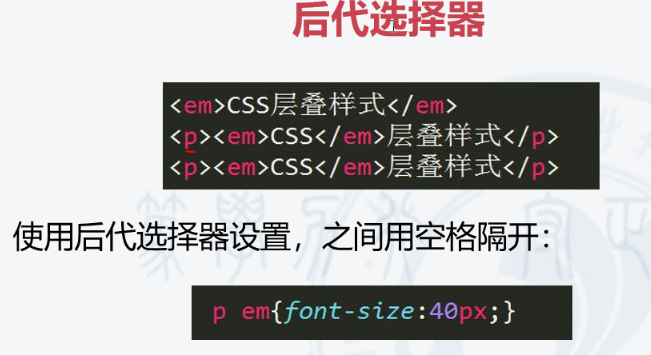 后代选择器
<em>CSS层叠样式</em>
<p><em>CSS</em>层叠样式</p>
<p><em>CSS</em>层叠样式</p>
使用后代选择器设置，之间用空格隔开：
p em{font-size:40px;}